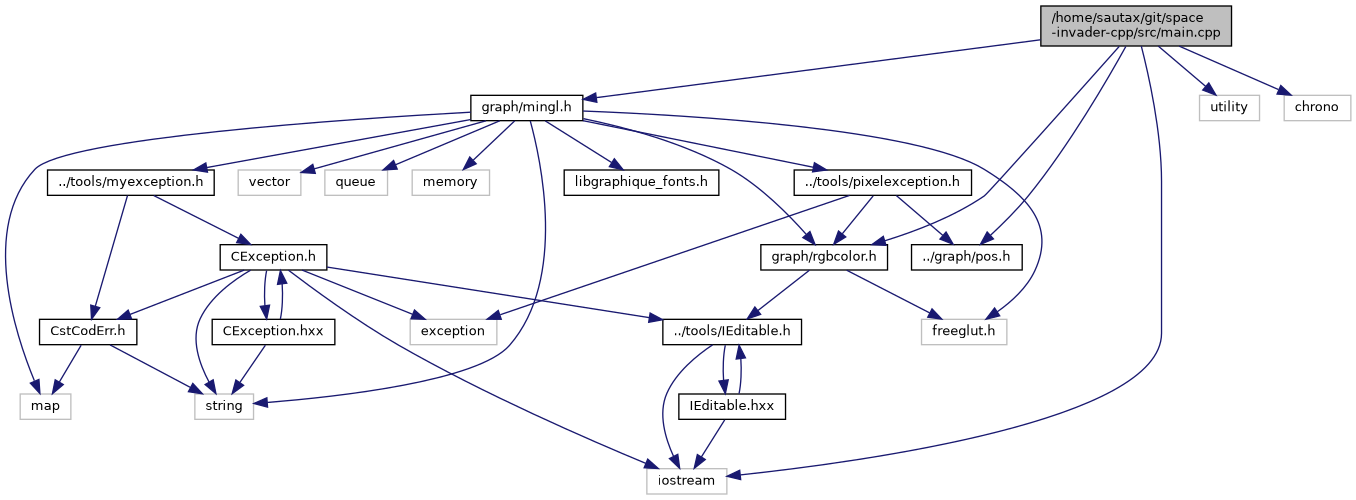 /home/sautax/git/space
-invader-cpp/src/main.cpp
graph/mingl.h
utility
chrono
../tools/myexception.h
vector
queue
memory
libgraphique_fonts.h
../tools/pixelexception.h
CException.h
graph/rgbcolor.h
../graph/pos.h
CstCodErr.h
CException.hxx
exception
../tools/IEditable.h
freeglut.h
map
string
IEditable.hxx
iostream